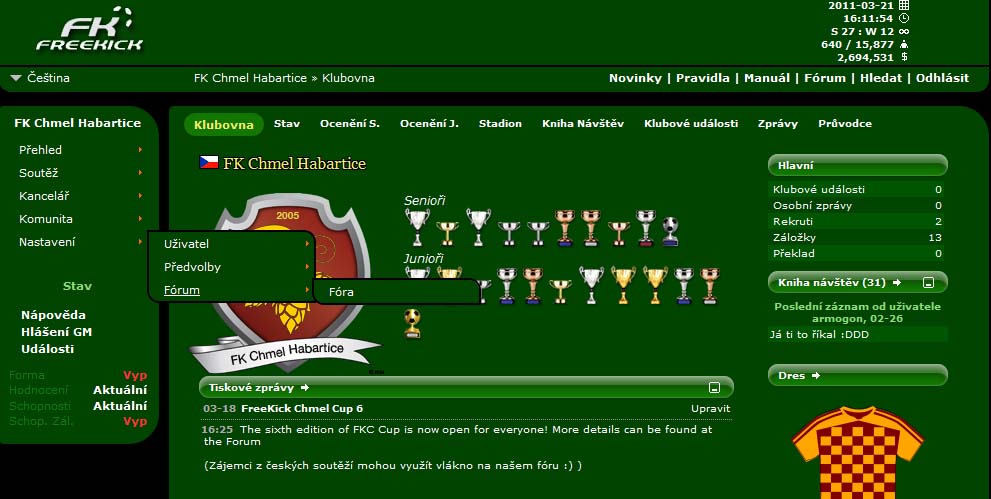 FK
FREEKICK
2011-03-21
16:11:54
S 27 : W 12
640 / 15,877
2,694,531 $
Čeština
FK Chmel Habartice » Klubovna
Novinky | Pravidla | Manuál | Fórum | Hledat | Odhlásit
FK Chmel Habartice
Přehled
Soutěž
Kancelář
Komunita
Nastavení
Uživatel
Předvolby
Fórum
Fóra
Stav
Nápověda
Hlášení GM
Události
Forma Vyp
Hodnocení Aktuální
Schopnosti Aktuální
Schop. Zál. Vyp
Klubovna Stav Ocenění S. Ocenění J. Stadion Kniha Návštěv Klubové události Zprávy Průvodce
FK Chmel Habartice
2005
FK Chmel Habartice
Senioři
Junioři
Tiskové zprávy
03-18 FreeKick Chmel Cup 6 Upravit
16:25 The sixth edition of FKC Cup is now open for everyone! More details can be found at
the Forum
(Zájemci z českých soutěží mohou využít vlákno na našem fóru :) )
Hlavní
Klubové události 0
Osobní zprávy 0
Rekruti 2
Záložky 13
Překlad 0
Kniha návštěv (31)
Poslední záznam od uživatele
armogon, 02-26
Já ti to říkal :DDD
Dres